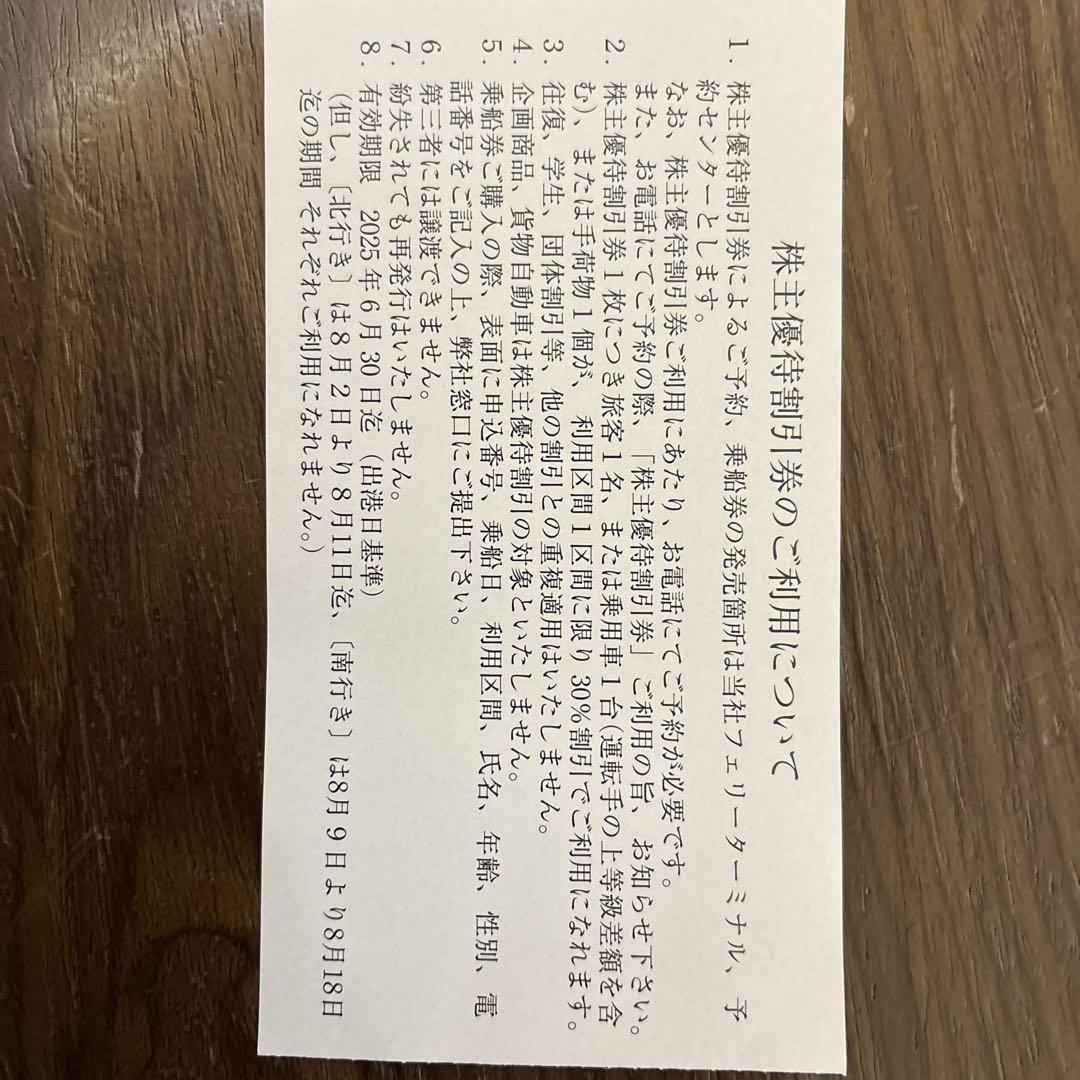 株主優待割引券のご利用について
1. 株主優待割引券によるご予約、乗船券の発売箇所は当社フェリーターミナル、予
約センターとします。
なお、株主優待割引券ご利用にあたり、お電話にてご予約が必要です。
また、お電話にてご予約の際、「株主優待割引券」ご利用の旨、お知らせ下さい。
2. 株主優待割引券1枚につき旅客1名、または乗用車1台(運転手の上等級差額を含
む)、または手荷物1個が、利用区間1区間に限り30%割引でご利用になれます。
3. 往復、学生、団体割引等、他の割引との重複適用はいたしません。
4. 企画商品、貨物自動車は株主優待割引の対象といたしません。
5. 乗船券ご購入の際、表面に申込番号、乗船日、利用区間、氏名、年齢、性別、電
話番号をご記入の上、弊社窓口にご提出下さい。
6. 第三者には譲渡できません。
7. 紛失されても再発行はいたしません。
8. 有効期限 2025年6月30日迄(出港日基準)
(但し、〔北行き〕は8月2日より8月11日迄、〔南行き〕は8月9日より8月18日
迄の期間 それぞれご利用になれません。)